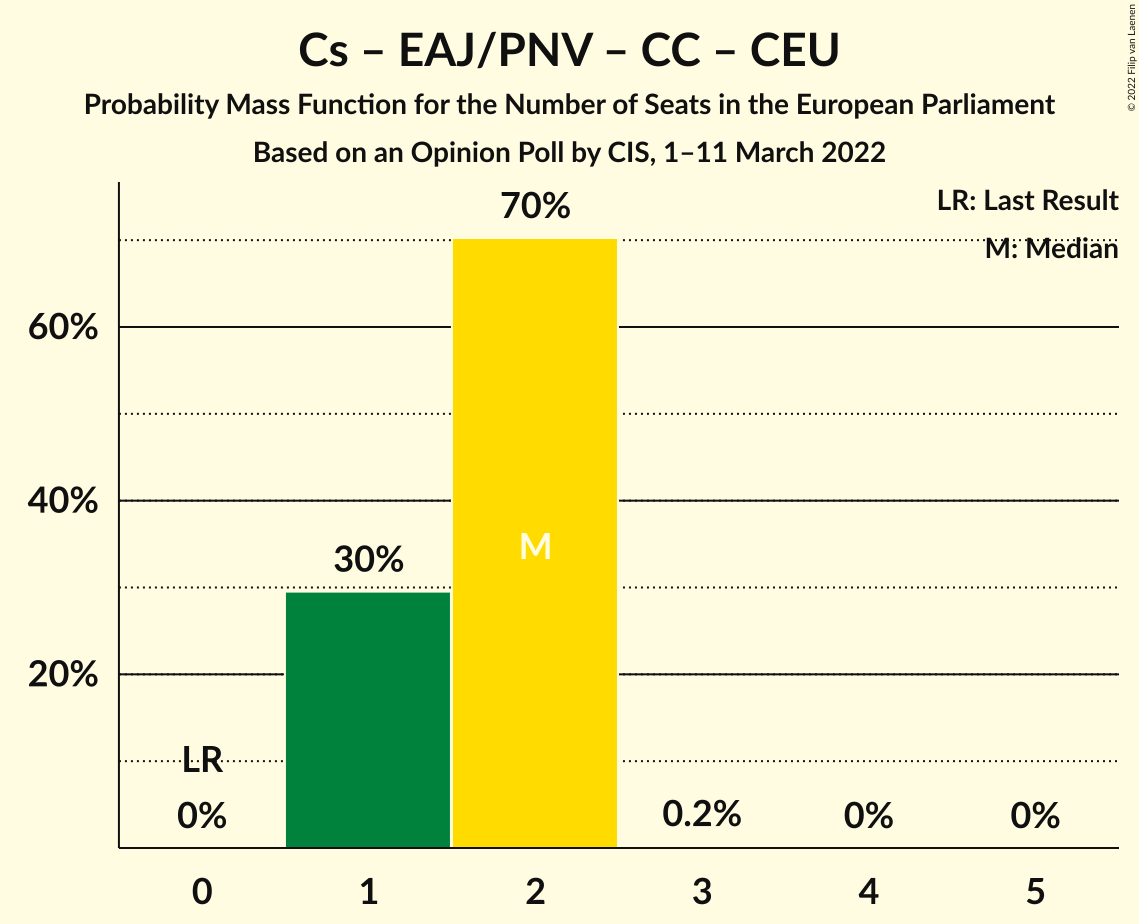 Cs – EAJ/PNV – CC – CEU
Probability Mass Function for the Number of Seats in the European Parliament
Based on an Opinion Poll by CIS, 1–11 March 2022
© 2022 Filip van Laenen
LR: Last Result
M: Median
70%
60%
40%
30%
20%
M
LR
0%
0.2%
0%
0%
0 1 2 3 4 5